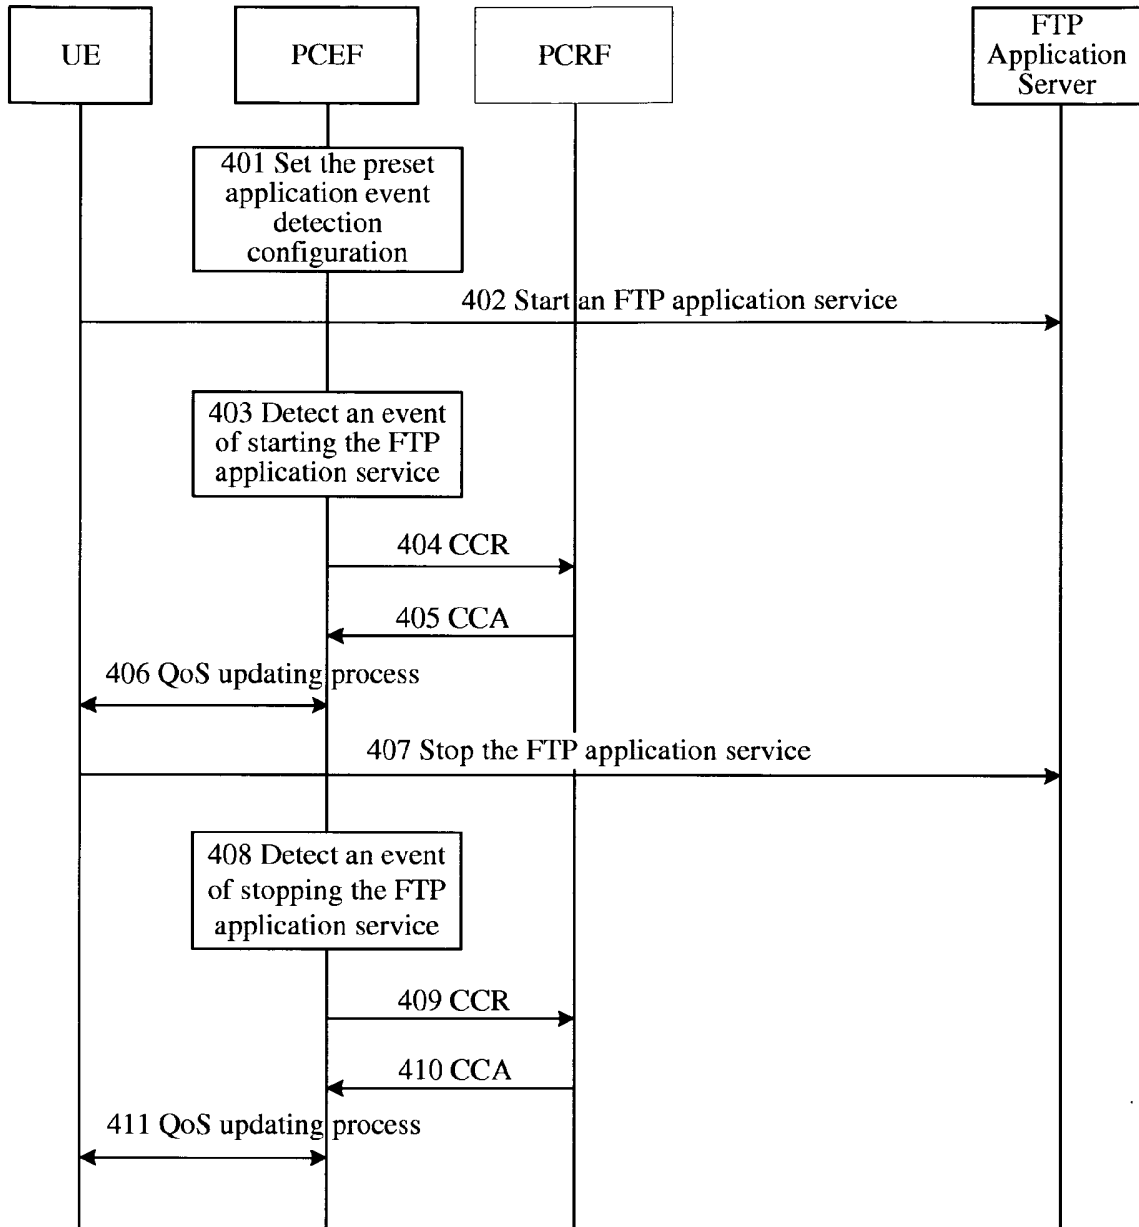 UE
PCEF
PCRF
FTP
Application
Server
401 Set the preset
application event
detection
configuration
402 Start an FTP application service
403 Detect an event
of starting the FTP
application service
404 CCR
405 CCA
406 QoS updating process
407 Stop the FTP application service
408 Detect an event
of stopping the FTP
application service
409 CCR
410 CCA
411 QoS updating process